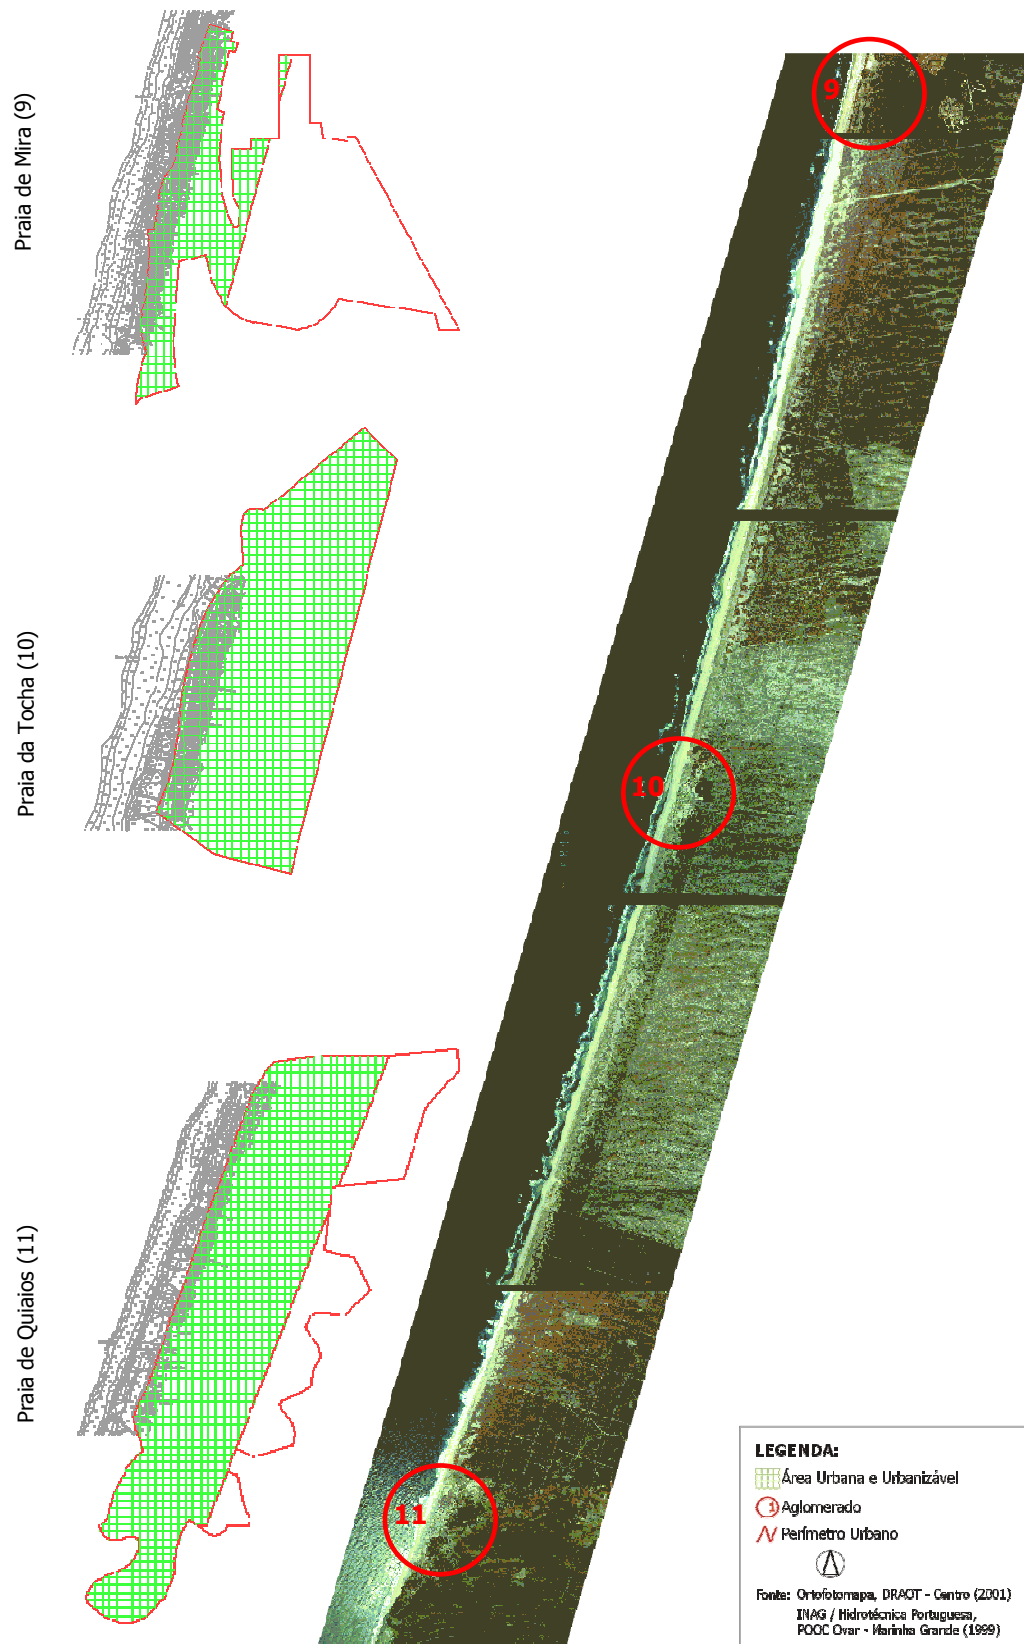 Praia de Mira (9)
Praia da Tocha (10)
Praia de Quiaios (11)
9
10
11
LEGENDA:
Área Urbana e Urbanizável
Aglomerado
Perímetro Urbano
Fonte: Ortofotomapa, DRAOT - Centro (2001)
INAG / Hidrotécnica Portuguesa,
POOC Ovar - Marinha Grande (1999)